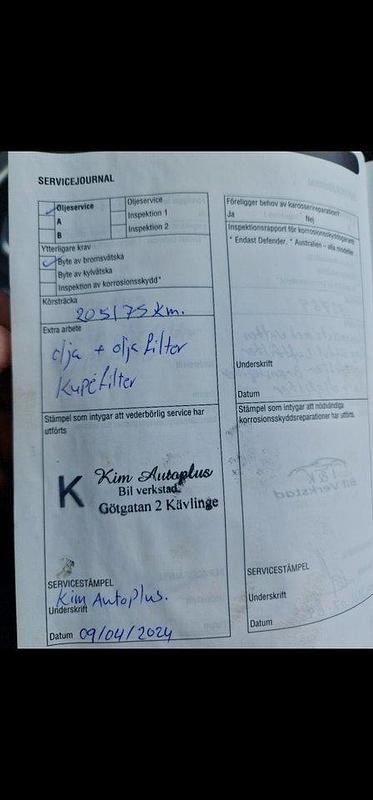 SERVICEJOURNAL
Oljeservice
A
B
Oljeservice
Inspektion 1
Inspektion 2
Ytterligare krav
Byte av bromsvätska
Byte av kylvätska
Inspektion av korrosionsskydd*
Körsträcka
205175 km.
Extra arbete
olja + olja filter
Kupéfilter
Stämpel som intygar att vederbörlig service har
utförts
K
Kim Autoplus
Bil verkstad
Götgatan 2 Kävlinge
SERVICESTÄMPEL
Kim Autoplus.
Underskrift
Datum 09/04/2024
Föreligger behov av karosserireparation?
Ja Nej
Inspektionsrapport för korrosionsskyddsgaranti
* Endast Defender. * Australien – alla modeller
Underskrift
Datum
Stämpel som intygar att nödvändiga
korrosionsskyddsreparationer har utförts.
SERVICESTÄMPEL
Underskrift
Datum